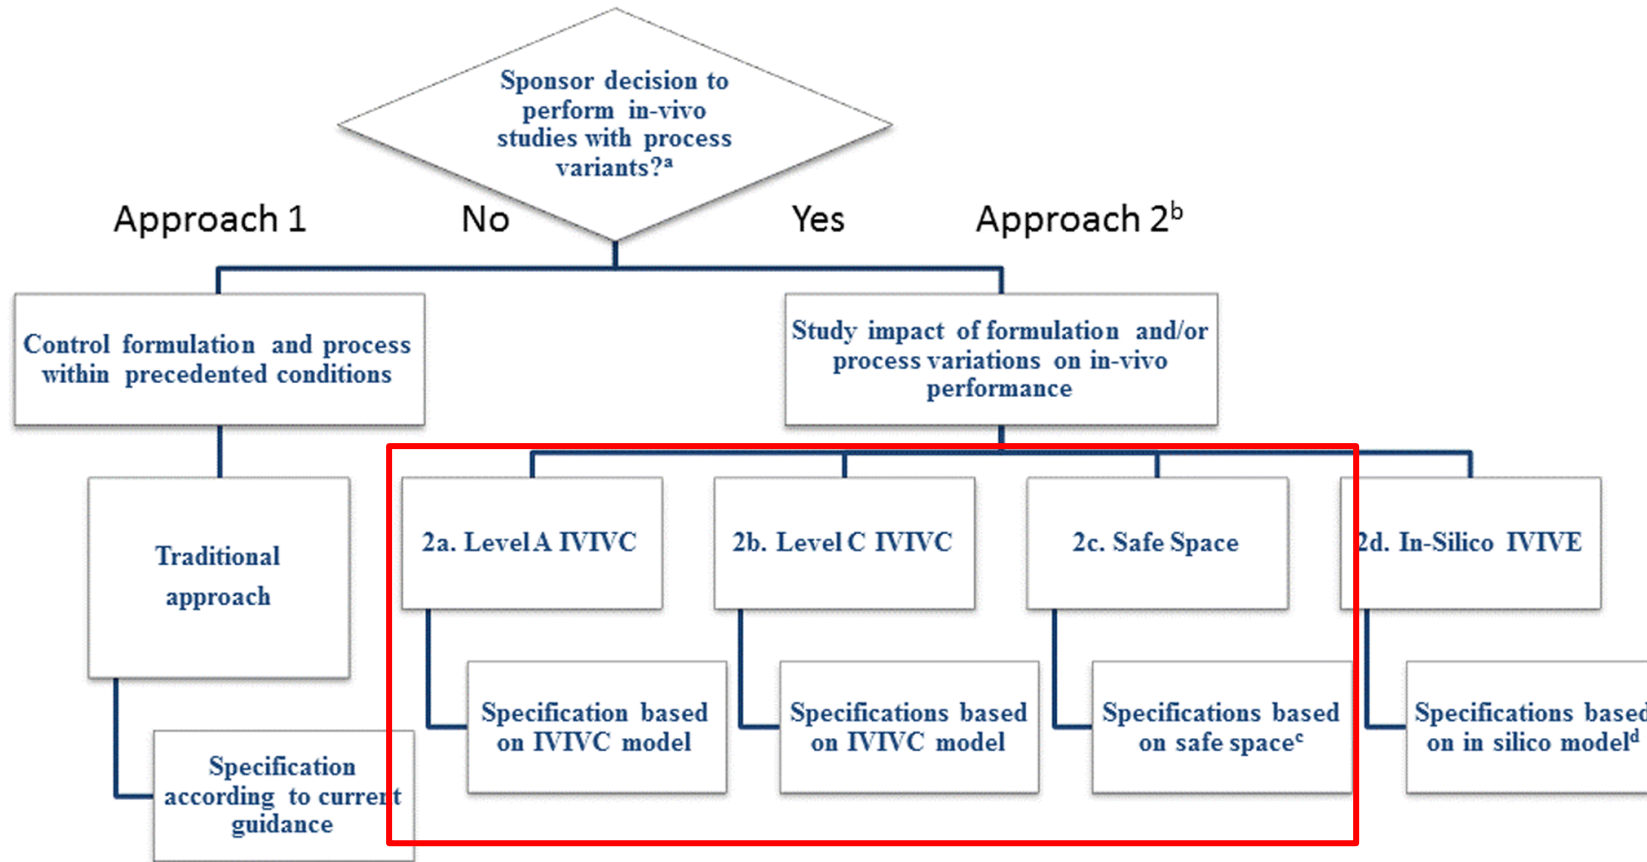 Sponsor decision to
perform in-vivo
studies with process
variants?ᵃ
Approach 1
No
Yes
Approach 2ᵇ
Control formulation and process
within precedented conditions
Study impact of formulation and/or
process variations on in-vivo
performance
Traditional
approach
2a. Level A IVIVC
2b. Level C IVIVC
2c. Safe Space
2d. In-Silico IVIVE
Specification
according to current
guidance
Specification based
on IVIVC model
Specifications based
on IVIVC model
Specifications based
on safe spaceᶜ
Specifications based
on in silico modelᵈ